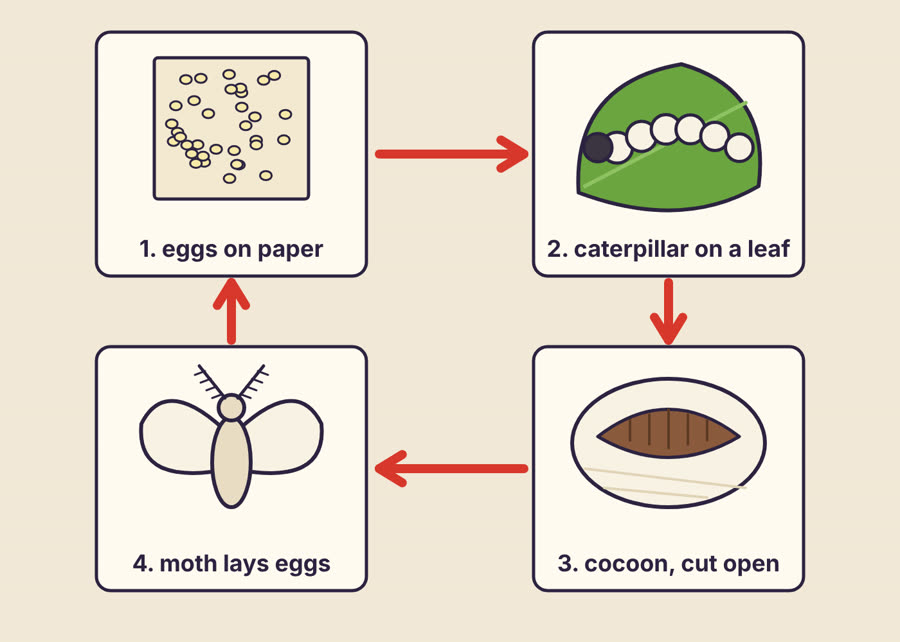 1. eggs on paper
2. caterpillar on a leaf
4. moth lays eggs
3. cocoon, cut open